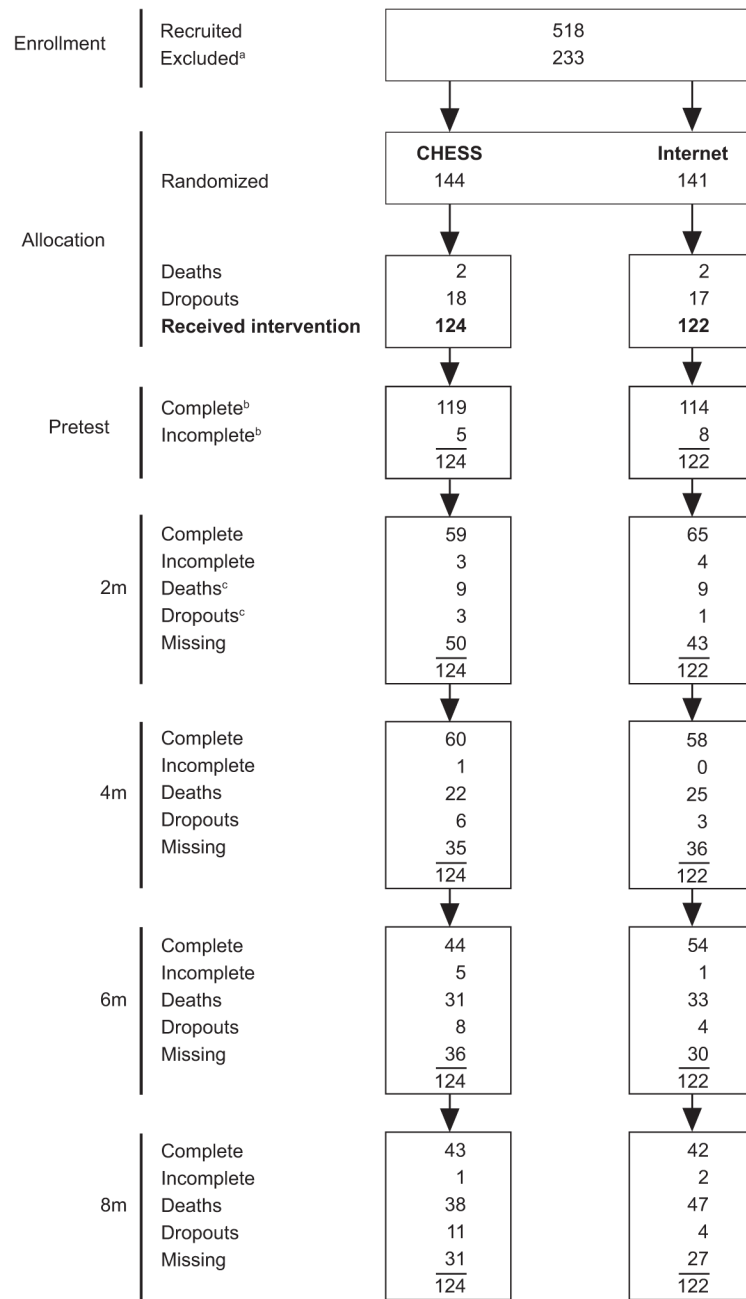 Enrollment
Recruited 518
Excludedᵃ 233
Allocation
CHESS Internet
Randomized 144 141
Deaths 2 2
Dropouts 18 17
Received intervention 124 122
Pretest
Completeᵇ 119 114
Incompleteᵇ 5 8
124 122
2m
Complete 59 65
Incomplete 3 4
Deathsᶜ 9 9
Dropoutsᶜ 3 1
Missing 50 43
124 122
4m
Complete 60 58
Incomplete 1 0
Deaths 22 25
Dropouts 6 3
Missing 35 36
124 122
6m
Complete 44 54
Incomplete 5 1
Deaths 31 33
Dropouts 8 4
Missing 36 30
124 122
8m
Complete 43 42
Incomplete 1 2
Deaths 38 47
Dropouts 11 4
Missing 31 27
124 122